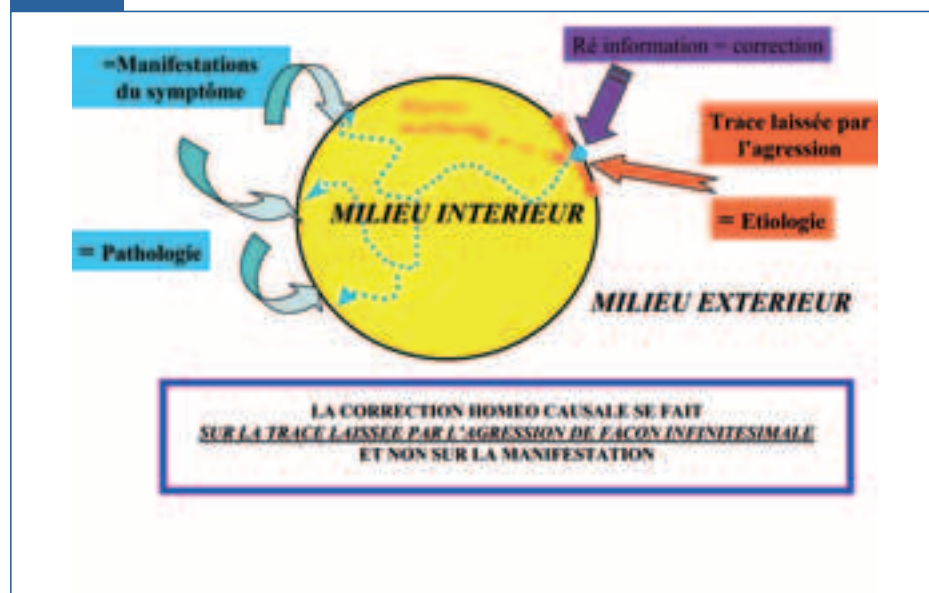 =Manifestations
du symptôme
Ré information = correction
Trace laissée par
l'agression
= Etiologie
MILIEU INTERIEUR
= Pathologie
MILIEU EXTERIEUR
LA CORRECTION HOMEO CAUSALE SE FAIT
SUR LA TRACE LAISSEE PAR L'AGRESSION DE FACON INFINITESIMALE
ET NON SUR LA MANIFESTATION